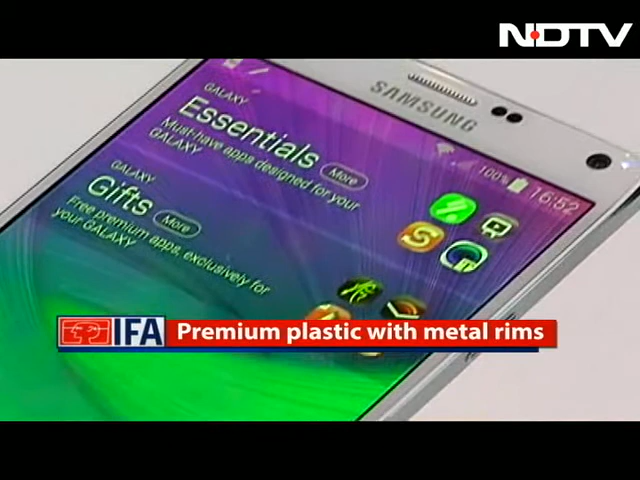 NDTV
SAMSUNG
100% 16:52
GALAXY
Essentials More
Must-have apps designed for your
GALAXY
GALAXY
Gifts More
Free premium apps, exclusively for
your GALAXY
IFA Premium plastic with metal rims